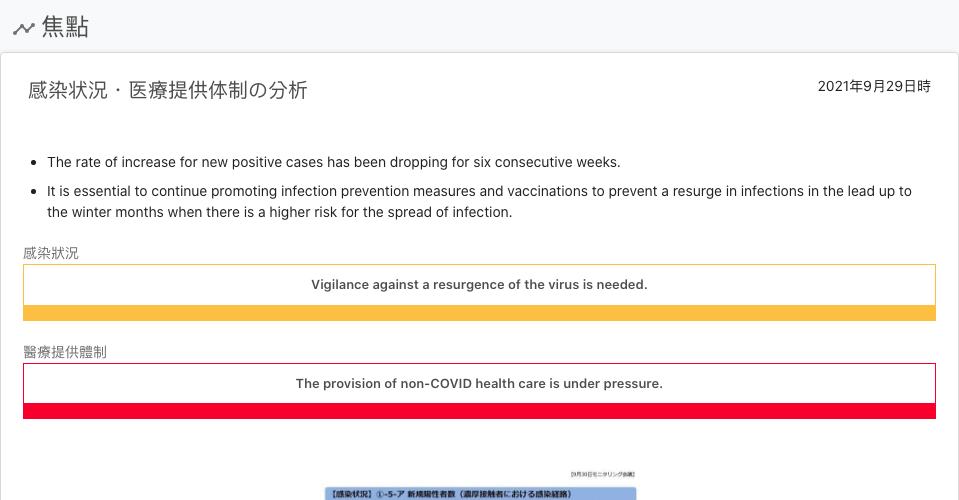 焦點
感染状況・医療提供体制の分析
2021年9月29日時
The rate of increase for new positive cases has been dropping for six consecutive weeks.
It is essential to continue promoting infection prevention measures and vaccinations to prevent a resurge in infections in the lead up to
the winter months when there is a higher risk for the spread of infection.
感染狀況
Vigilance against a resurgence of the virus is needed.
醫療提供體制
The provision of non-COVID health care is under pressure.
【9月30日モニタリング会議】
【感染状況】①-5-ア 新規陽性者数（濃厚接触者における感染経路）